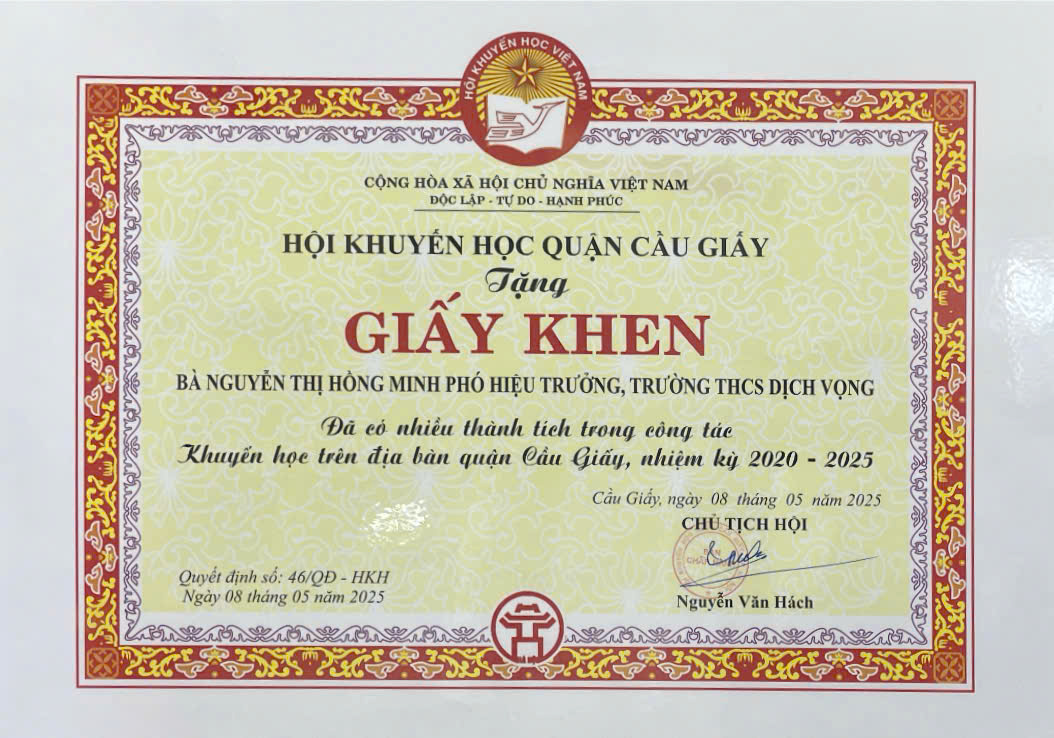 HỘI KHUYẾN HỌC VIỆT NAM
CỘNG HÒA XÃ HỘI CHỦ NGHĨA VIỆT NAM
ĐỘC LẬP - TỰ DO - HẠNH PHÚC
HỘI KHUYẾN HỌC QUẬN CẦU GIẤY
Tặng
GIẤY KHEN
BÀ NGUYỄN THỊ HỒNG MINH PHÓ HIỆU TRƯỞNG, TRƯỜNG THCS DỊCH VỌNG
Đã có nhiều thành tích trong công tác
Khuyến học trên địa bàn quận Cầu Giấy, nhiệm kỳ 2020 - 2025
Cầu Giấy, ngày 08 tháng 05 năm 2025
CHỦ TỊCH HỘI
Quyết định số: 46/QĐ - HKH
Ngày 08 tháng 05 năm 2025
Nguyễn Văn Hách